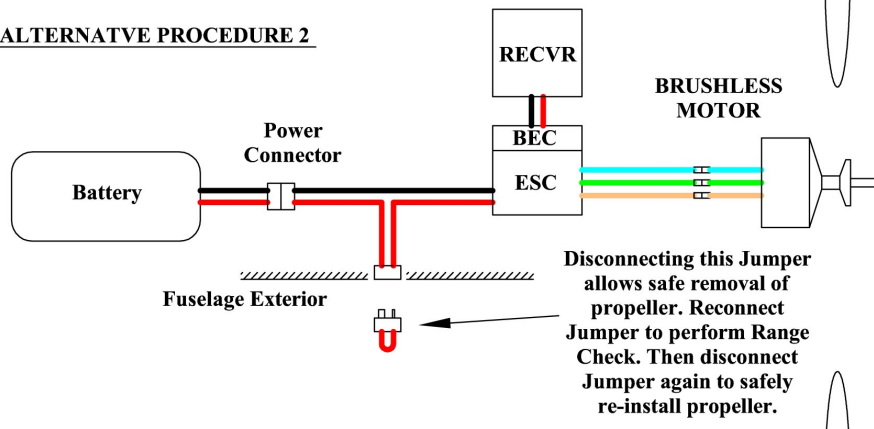 ALTERNATVE PROCEDURE 2
RECVR
BRUSHLESS
MOTOR
Power
Connector
BEC
Battery
ESC
Fuselage Exterior
Disconnecting this Jumper
allows safe removal of
propeller. Reconnect
Jumper to perform Range
Check. Then disconnect
Jumper again to safely
re-install propeller.